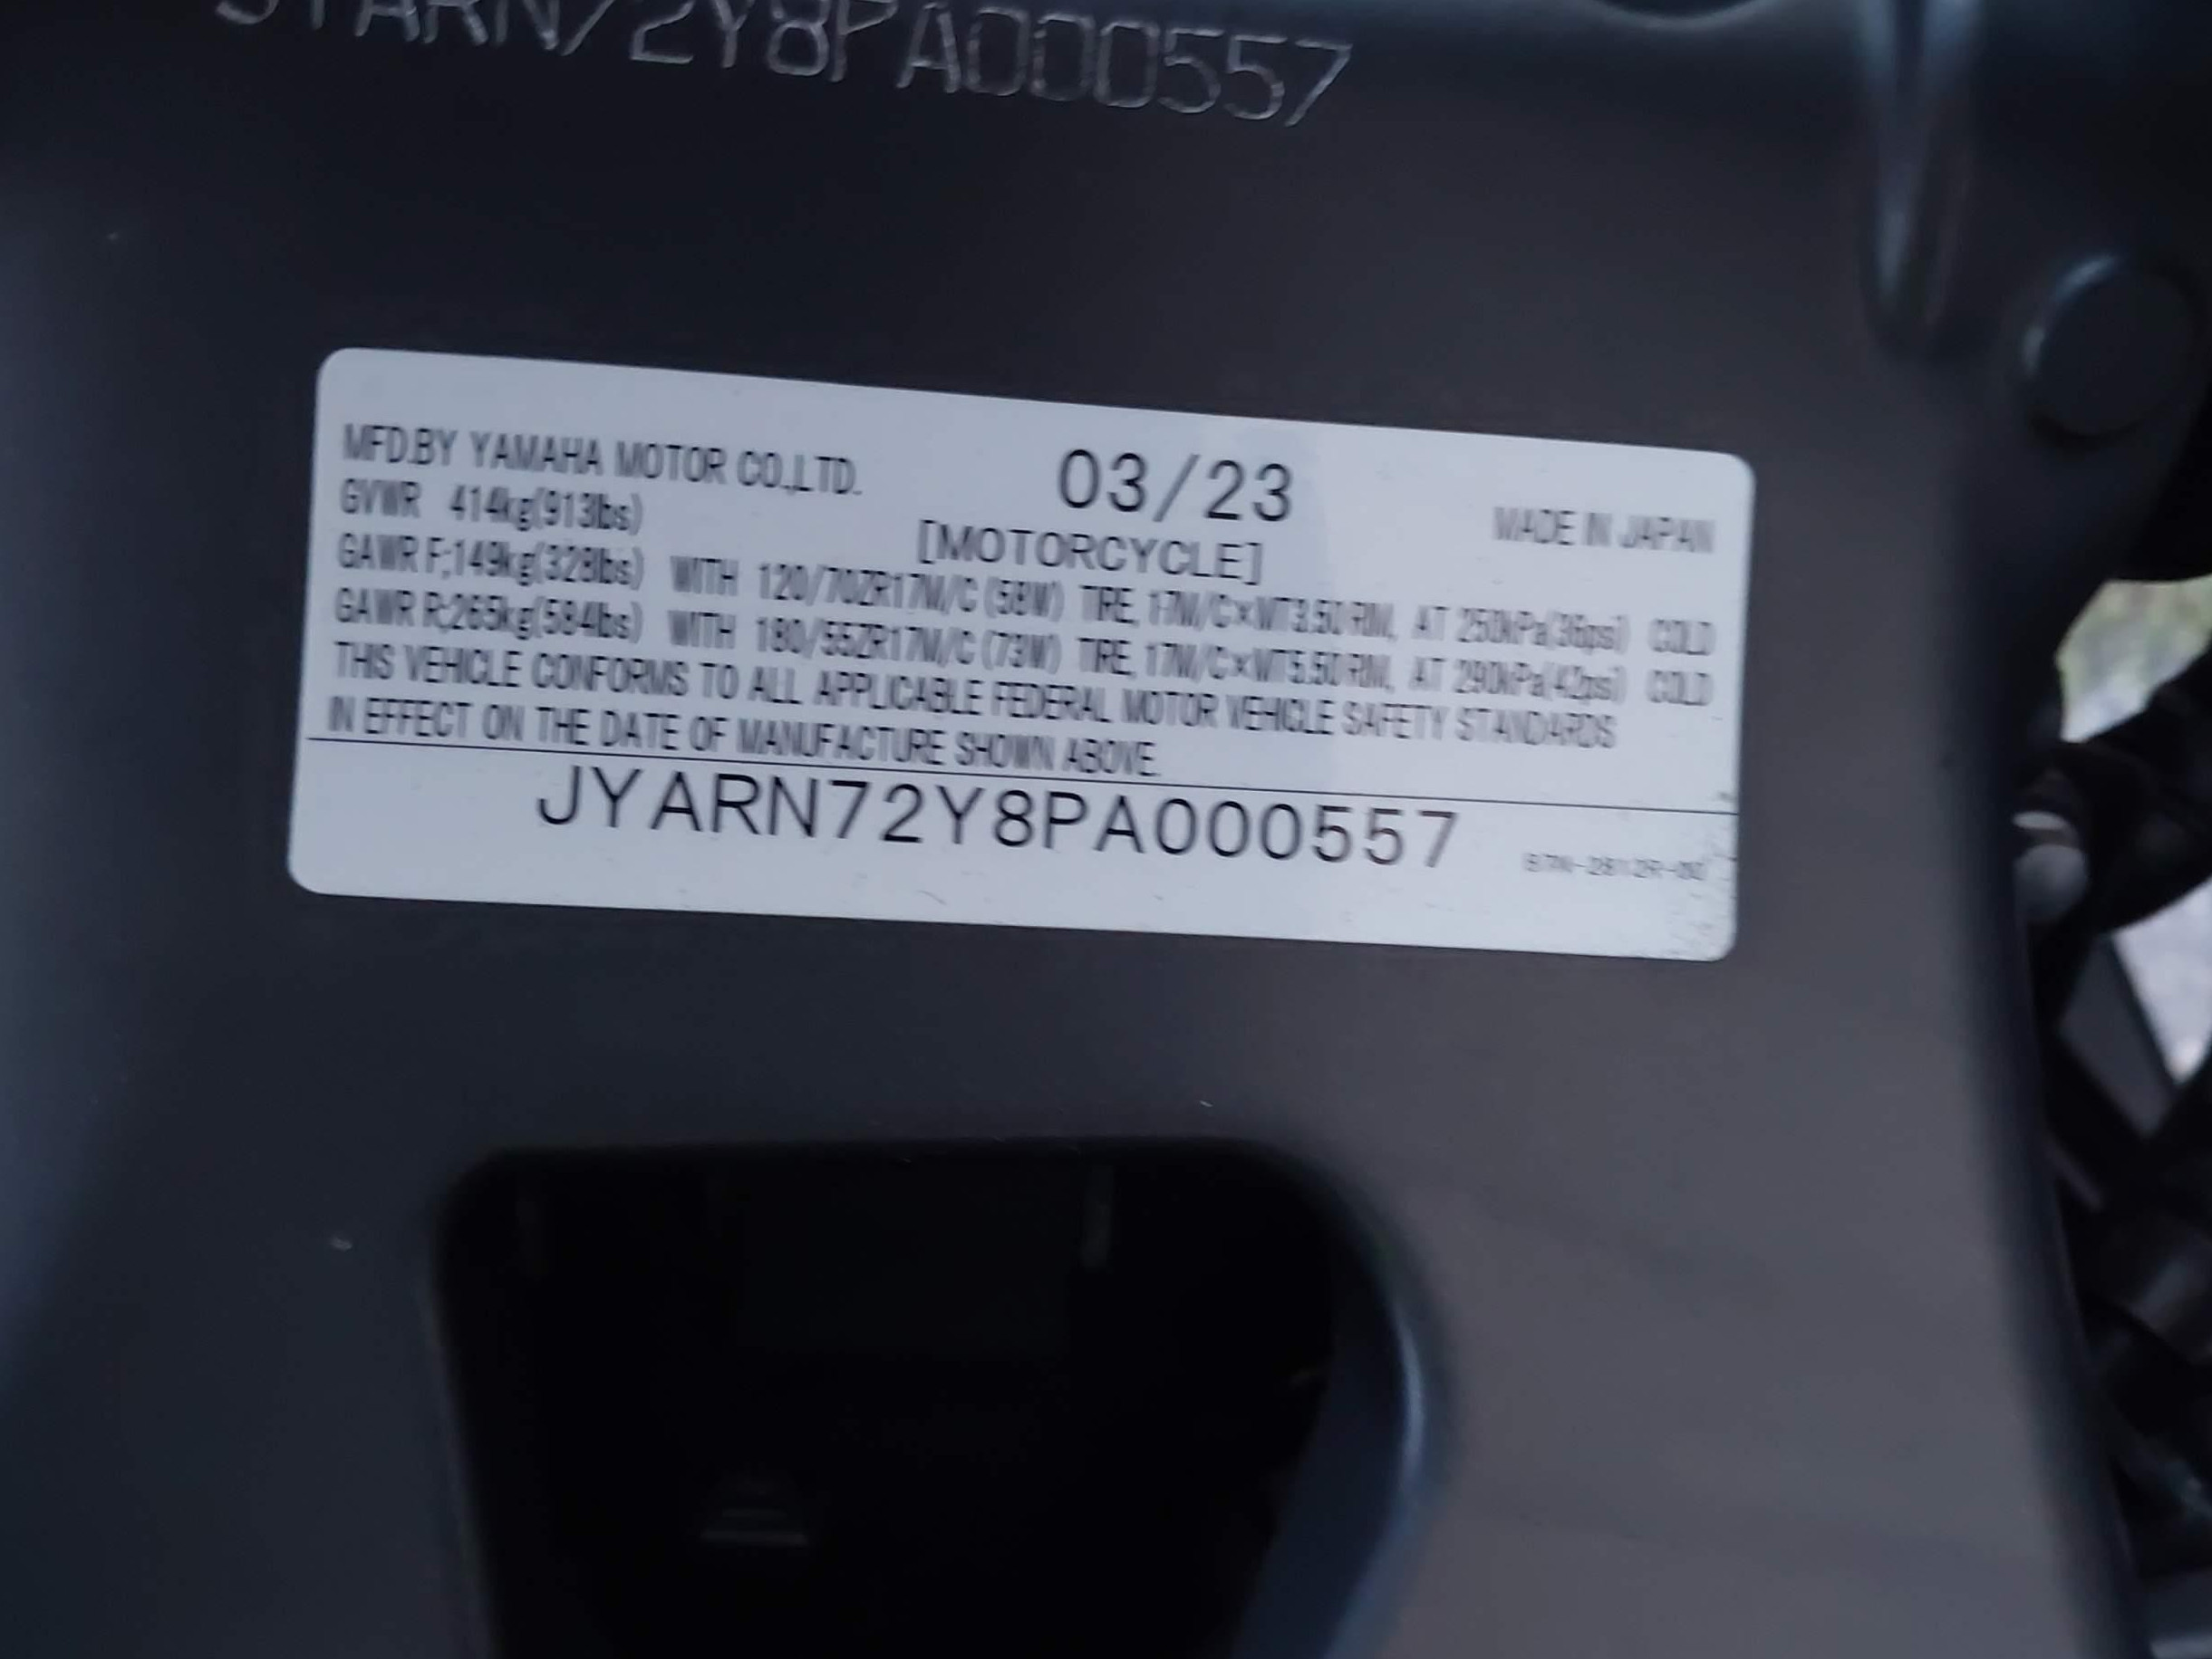 JYARN72Y8PA000557
MFD.BY YAMAHA MOTOR CO.,LTD. 03/23 MADE IN JAPAN
GVWR 414kg(913lbs) [MOTORCYCLE]
GAWR F;149kg(328lbs) WITH 120/70ZR17M/C (58W) TIRE, 17M/C×MT3.50 RIM, AT 250kPa(36psi) COLD
GAWR R;265kg(584lbs) WITH 180/55ZR17M/C (73W) TIRE, 17M/C×MT5.50 RIM, AT 290kPa(42psi) COLD
THIS VEHICLE CONFORMS TO ALL APPLICABLE FEDERAL MOTOR VEHICLE SAFETY STANDARDS
IN EFFECT ON THE DATE OF MANUFACTURE SHOWN ABOVE.
JYARN72Y8PA000557